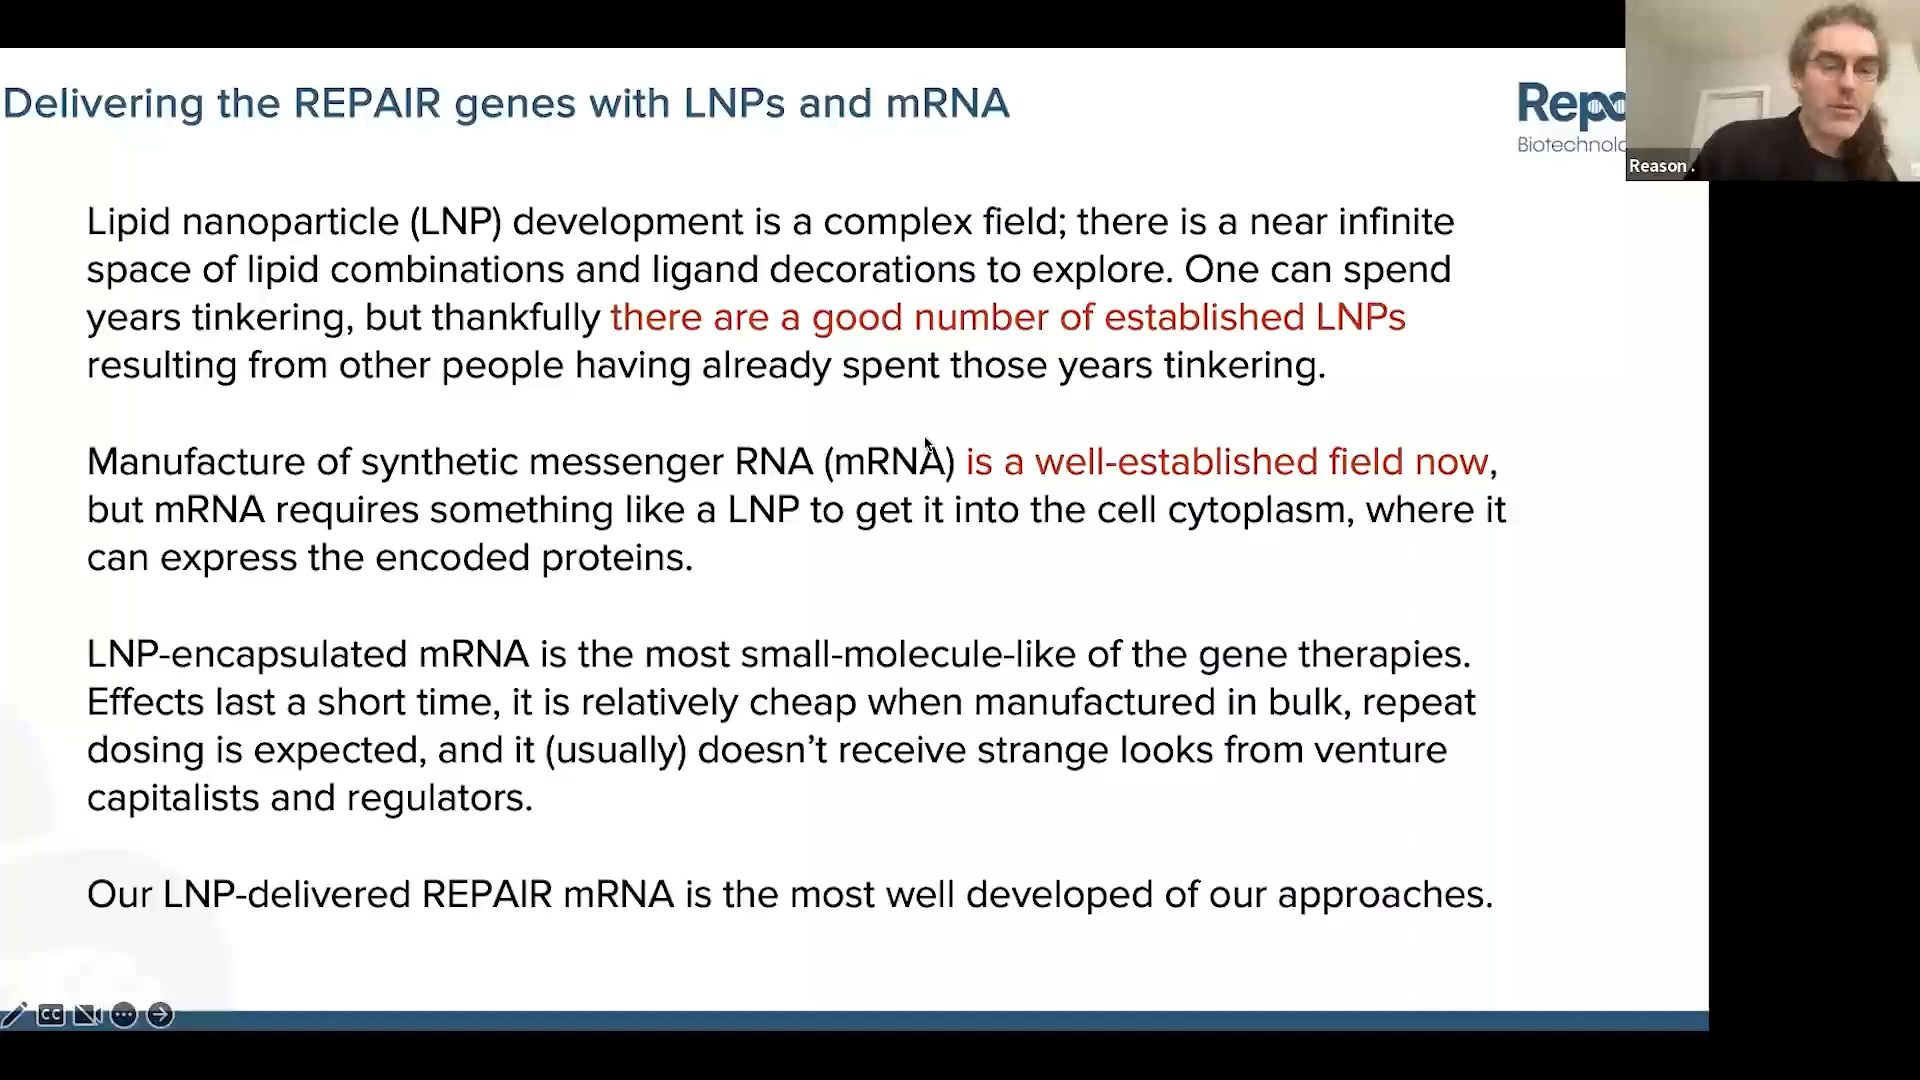 Delivering the REPAIR genes with LNPs and mRNA
Biotechnolo
Reason .
Lipid nanoparticle (LNP) development is a complex field; there is a near infinite
space of lipid combinations and ligand decorations to explore. One can spend
years tinkering, but thankfully there are a good number of established LNPs
resulting from other people having already spent those years tinkering.
Manufacture of synthetic messenger RNA (mRNA) is a well-established field now,
but mRNA requires something like a LNP to get it into the cell cytoplasm, where it
can express the encoded proteins.
LNP-encapsulated mRNA is the most small-molecule-like of the gene therapies.
Effects last a short time, it is relatively cheap when manufactured in bulk, repeat
dosing is expected, and it (usually) doesn’t receive strange looks from venture
capitalists and regulators.
Our LNP-delivered REPAIR mRNA is the most well developed of our approaches.
CC